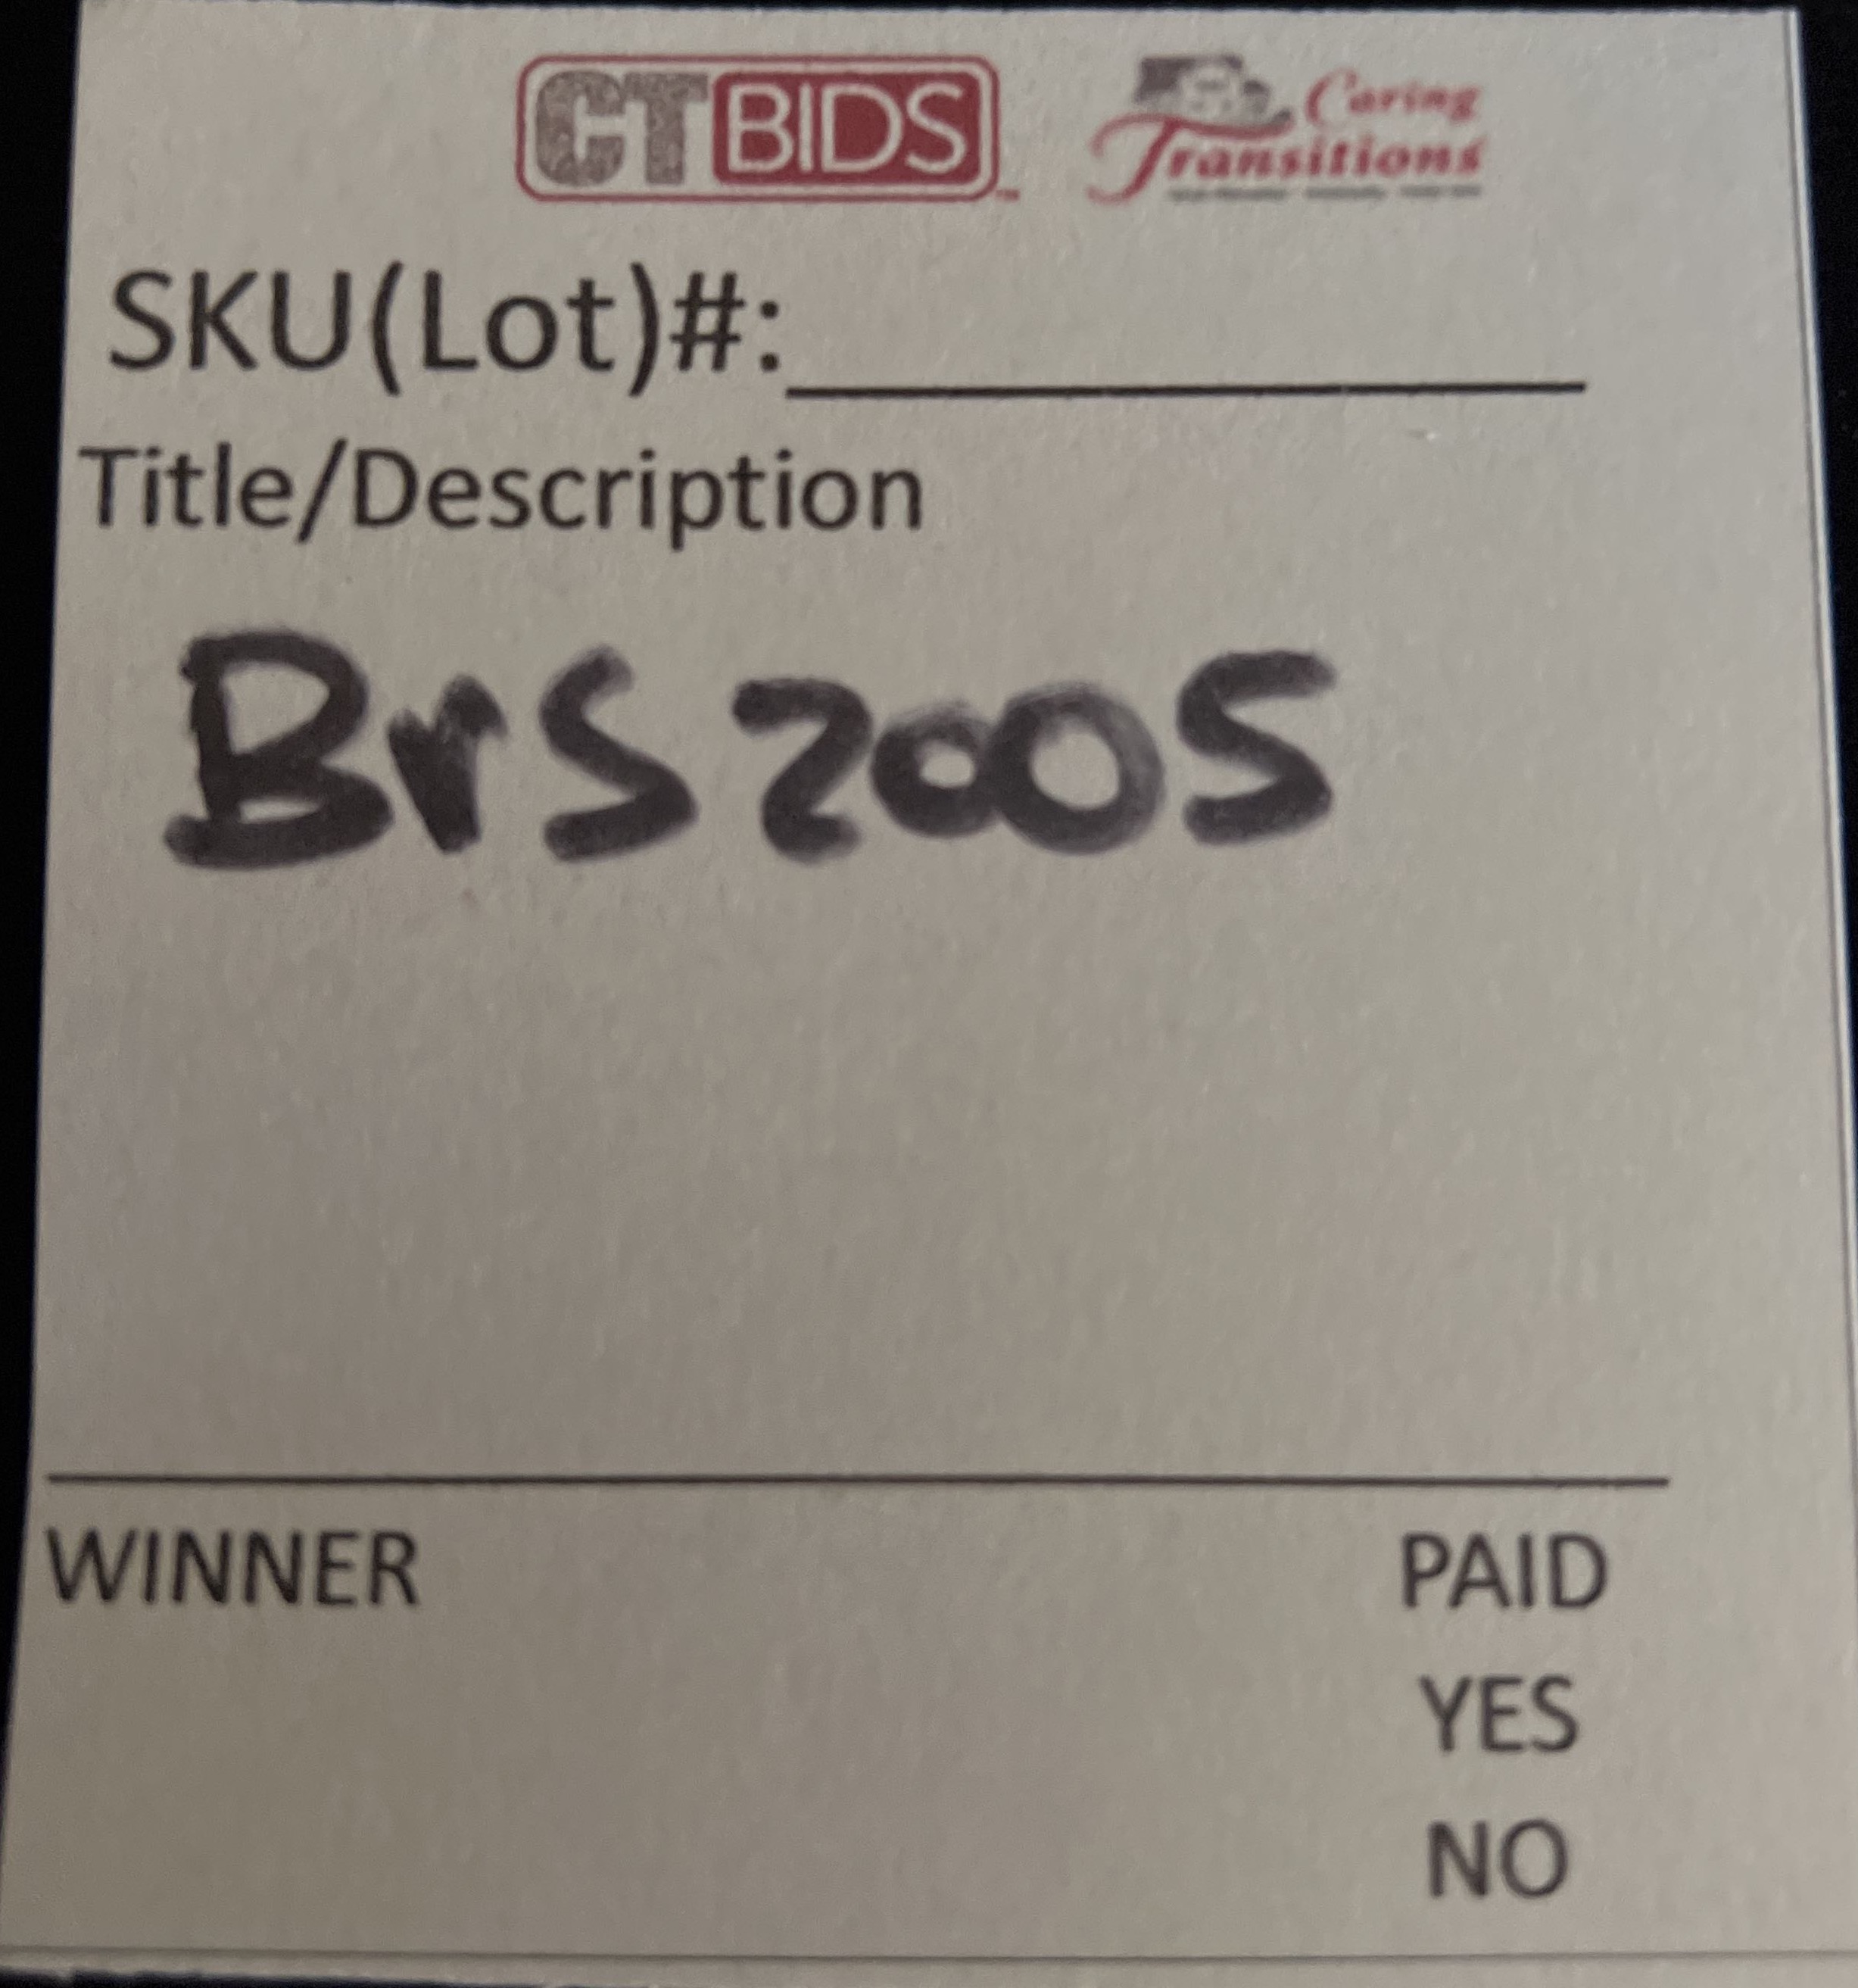 CTBIDS
Caring
Transitions
SKU(Lot)#:
Title/Description
BrS2005
WINNER
PAID
YES
NO